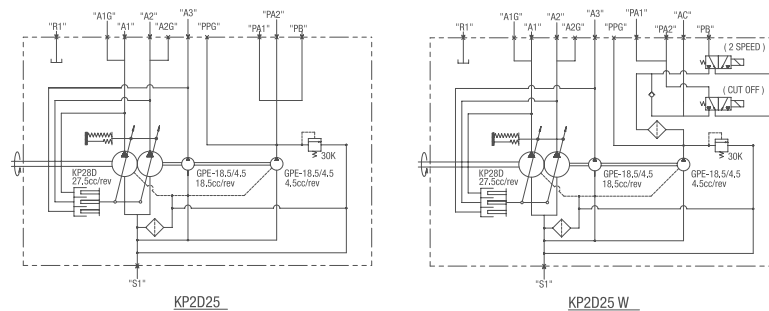 "R1"
"A1G"
"A1"
"A2"
"A2G"
"A3"
"PPG"
"PA1"
"PA2"
"PB"
30K
KP28D
27.5cc/rev
GPE-18.5/4.5
18.5cc/rev
GPE-18.5/4.5
4.5cc/rev
"S1"
KP2D25
"R1"
"A1G"
"A1"
"A2"
"A2G"
"A3"
"PPG"
"PA1"
"PA2"
"AC"
"PB"
( 2 SPEED )
( CUT OFF )
30K
KP28D
27.5cc/rev
GPE-18.5/4.5
18.5cc/rev
GPE-18.5/4.5
4.5cc/rev
"S1"
KP2D25 W